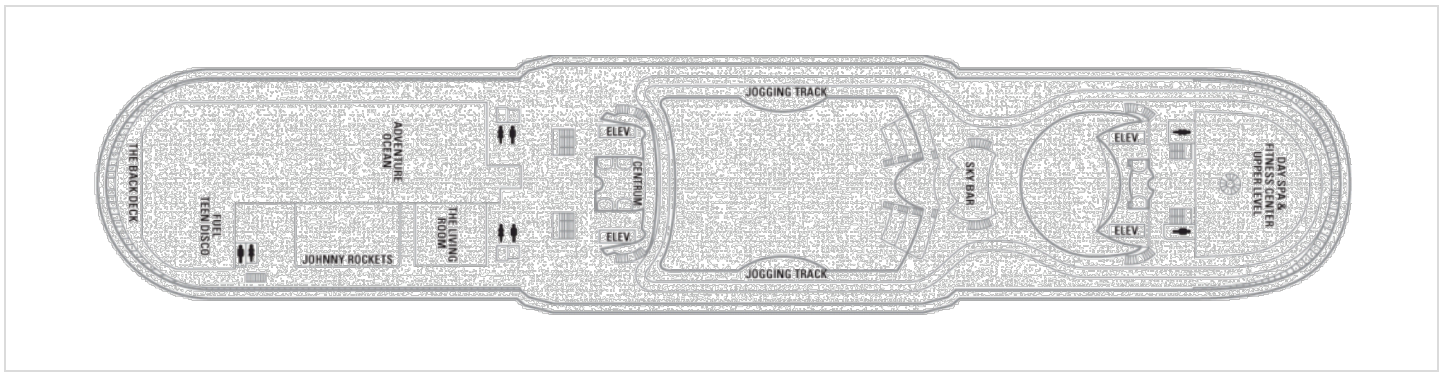 THE BACK DECK
FUEL
TEEN DISCO
ADVENTURE
OCEAN
JOHNNY ROCKETS
THE LIVING
ROOM
ELEV.
CENTRUM
ELEV.
JOGGING TRACK
JOGGING TRACK
SKY BAR
ELEV.
ELEV.
DAY SPA &
FITNESS CENTER
UPPER LEVEL